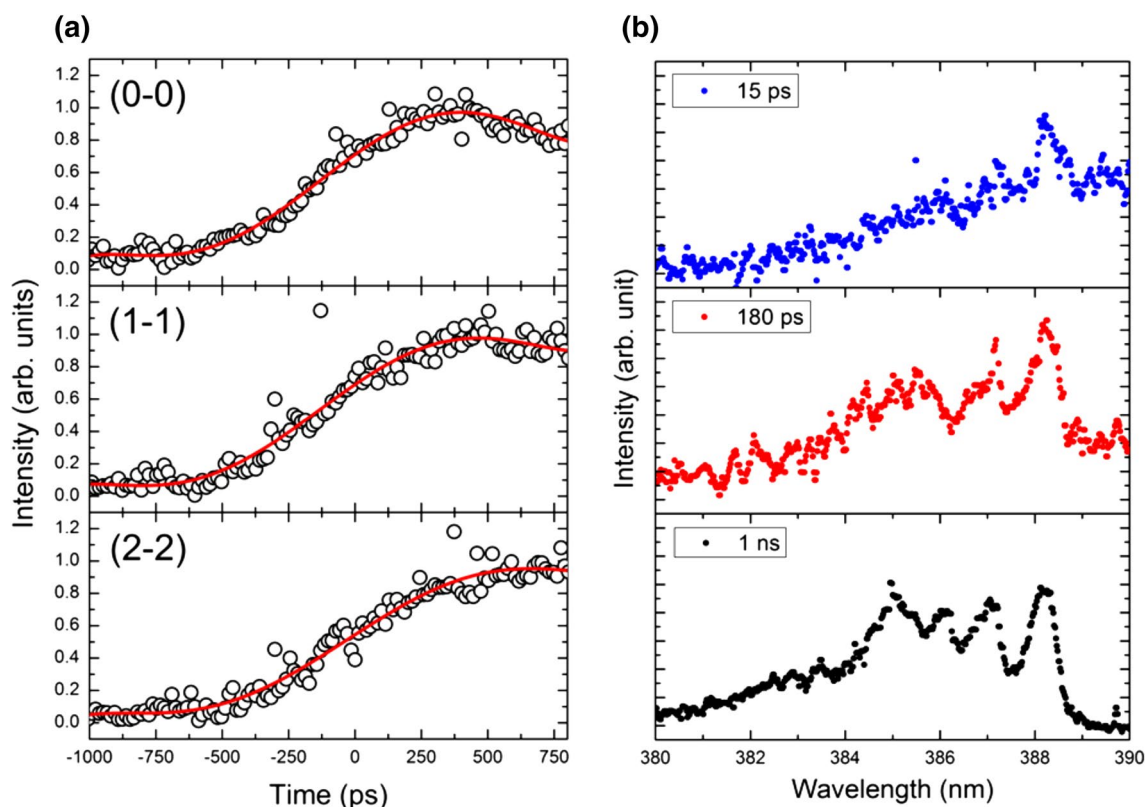 (a)
(0-0)
1.2
1.0
0.8
0.6
0.4
0.2
0.0
(1-1)
1.2
1.0
0.8
0.6
0.4
0.2
0.0
(2-2)
1.2
1.0
0.8
0.6
0.4
0.2
0.0
Intensity (arb. units)
-1000 -750 -500 -250 0 250 500 750
Time (ps)
(b)
15 ps
180 ps
1 ns
Intensity (arb. unit)
380 382 384 386 388 390
Wavelength (nm)